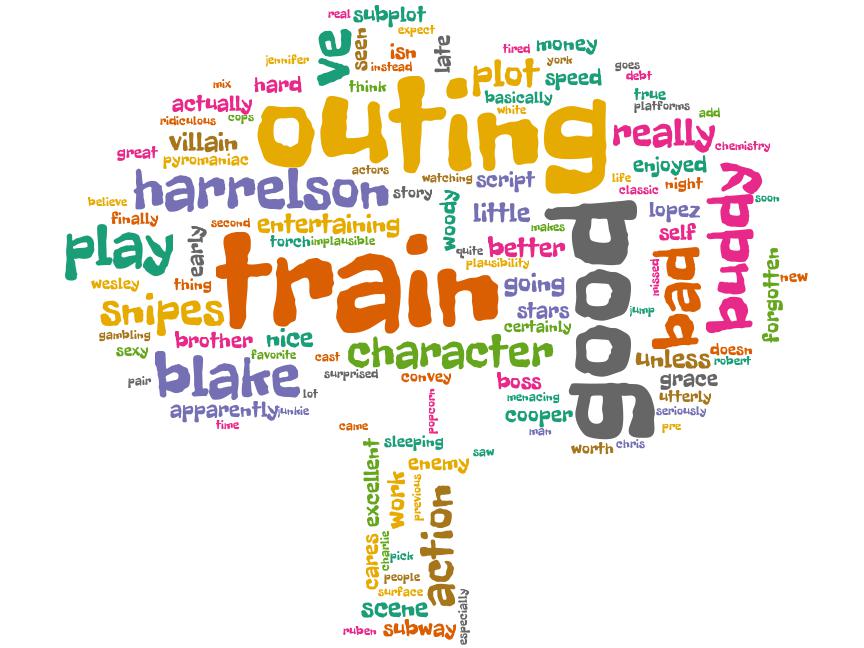 real
subplot
expect
ve
seen
isn
instead
late
tired
money
jennifer
york
goes
debt
mix
hard
think
plot
speed
basically
white
true
platforms
add
actually
ridiculous
cops
outing
really
chemistry
villain
great
pyromaniac
actors
watching
script
enjoyed
life
classic
night
buddy
soon
harrelson
story
woody
little
lopez
self
good
believe
finally
second
entertaining
torch
implausible
makes
quite
better
plausibility
play
early
train
going
bad
missed
forgotten
new
wesley
thing
snipes
stars
certainly
jump
gambling
sexy
brother
nice
favorite
cast
character
unless
doesn
robert
grace
utterly
pair
blake
lot
surprised
convey
boss
menacing
apparently
junkie
time
popcorn
cooper
man
seriously
pre
worth
chris
came
sleeping
saw
excellent
enemy
work
previous
action
cares
charlie
pick
people
surface
scene
especially
ruben
subway